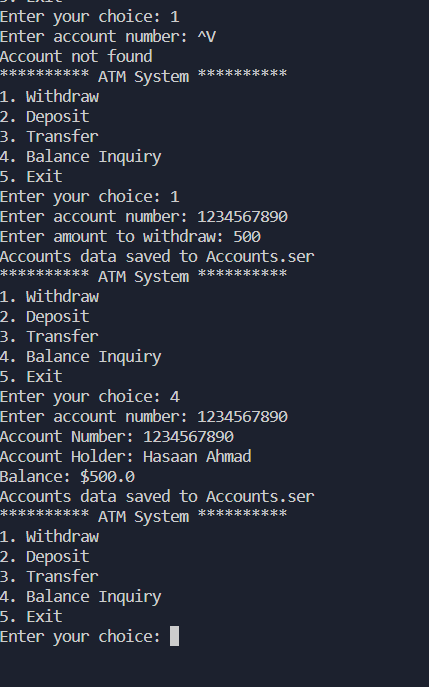 Enter your choice: 1
Enter account number: ^V
Account not found
********** ATM System **********
1. Withdraw
2. Deposit
3. Transfer
4. Balance Inquiry
5. Exit
Enter your choice: 1
Enter account number: 1234567890
Enter amount to withdraw: 500
Accounts data saved to Accounts.ser
********** ATM System **********
1. Withdraw
2. Deposit
3. Transfer
4. Balance Inquiry
5. Exit
Enter your choice: 4
Enter account number: 1234567890
Account Number: 1234567890
Account Holder: Hasaan Ahmad
Balance: $500.0
Accounts data saved to Accounts.ser
********** ATM System **********
1. Withdraw
2. Deposit
3. Transfer
4. Balance Inquiry
5. Exit
Enter your choice: